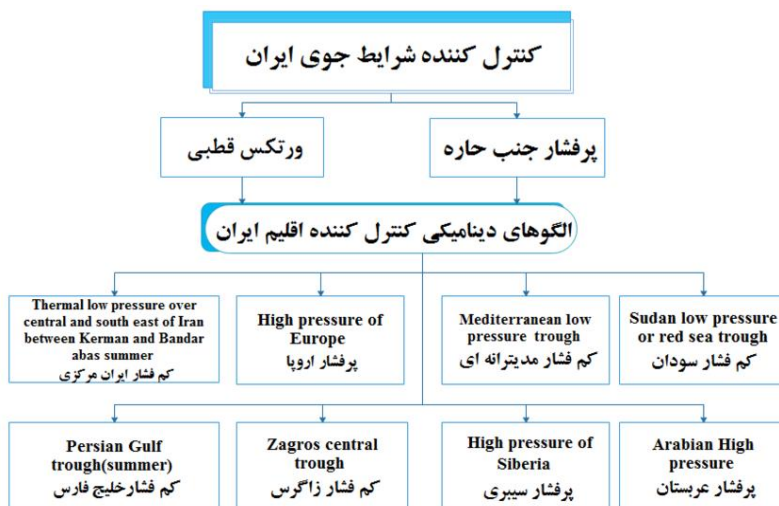 کنترل کننده شرایط جوی ایران
پرفشار جنب حاره
ورتکس قطبی
الگوهای دینامیکی کنترل کننده اقلیم ایران
Thermal low pressure over
central and south east of Iran
between Kerman and Bandar
abas summer
کم فشار ایران مرکزی
High pressure of
Europe
پرفشار اروپا
Mediterranean low
pressure trough
کم فشار مدیترانه ای
Sudan low pressure
or red sea trough
کم فشار سودان
Persian Gulf
trough(summer)
کم فشارخلیج فارس
Zagros central
trough
کم فشار زاگرس
High pressure of
Siberia
پرفشار سیبری
Arabian High
pressure
پرفشار عربستان